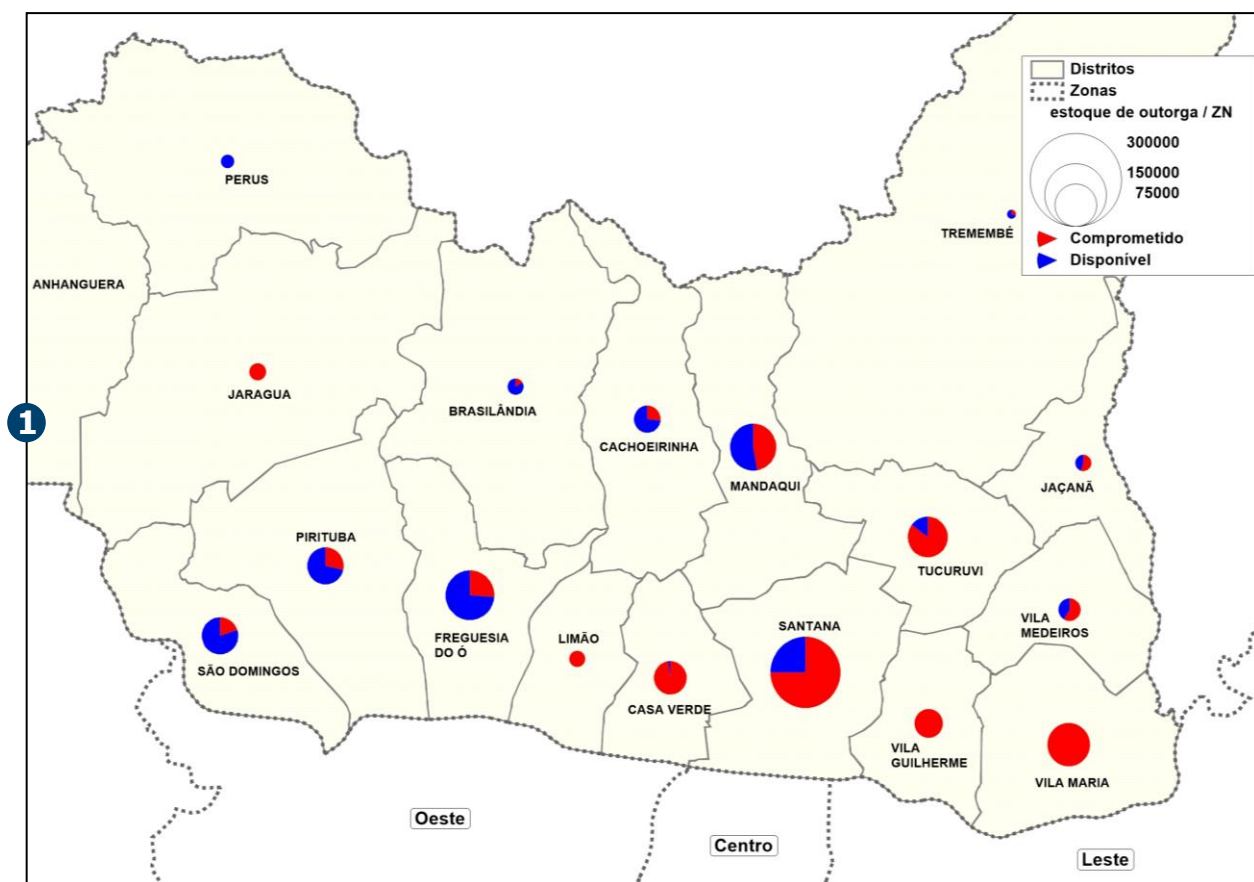 Distritos
Zonas
estoque de outorga / ZN
300000
150000
75000
Comprometido
Disponível
PERUS
TREMEMBÉ
ANHANGUERA
JARAGUA
BRASILÂNDIA
CACHOEIRINHA
MANDAQUI
JAÇANÃ
1
PIRITUBA
TUCURUVI
FREGUESIA
DO Ó
LIMÃO
SANTANA
VILA
MEDEIROS
SÃO DOMINGOS
CASA VERDE
VILA
GUILHERME
VILA MARIA
Oeste
Centro
Leste